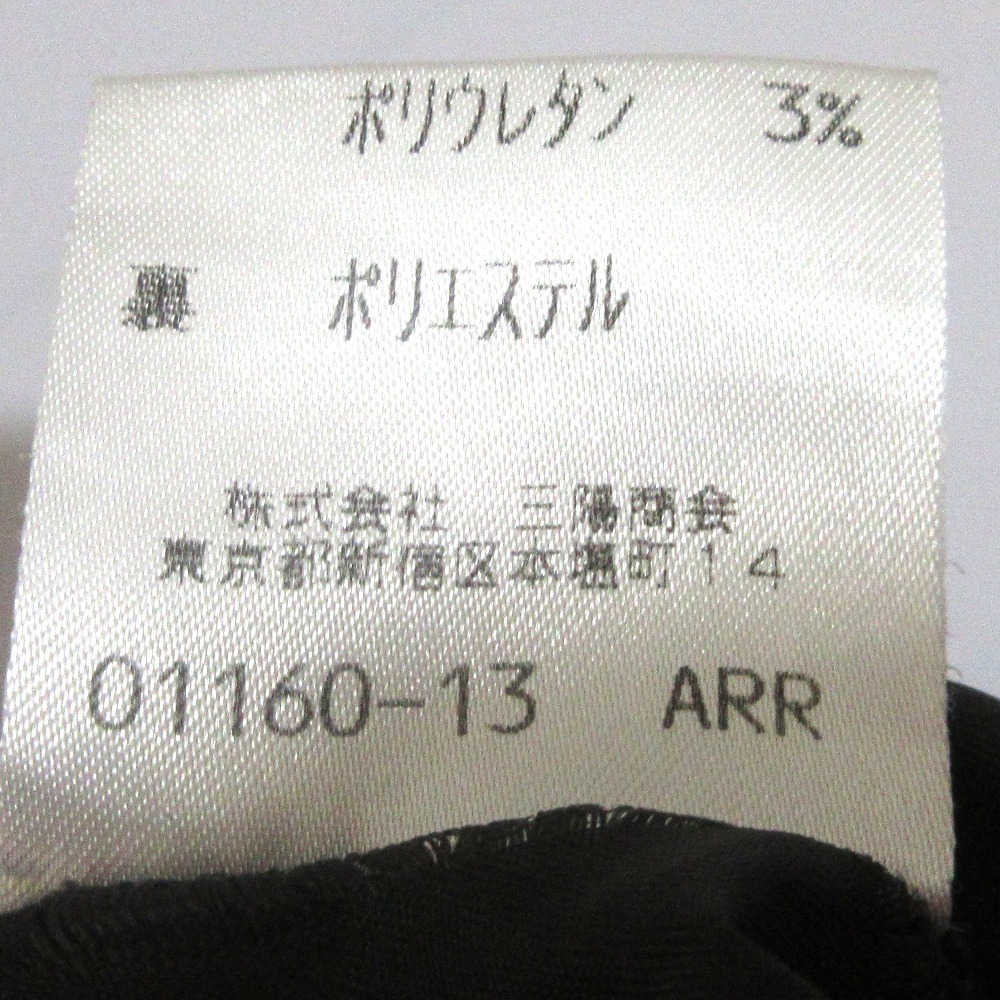 ポリウレタン 3%
裏 ポリエステル
株式会社 三陽商会
東京都新宿区本塩町14
01160-13 ARR